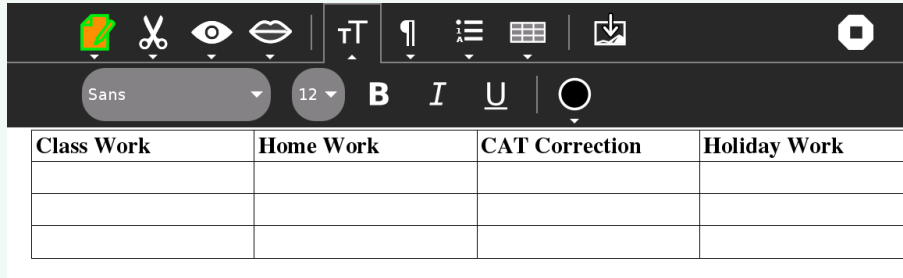 Sans 12 B I U
Class Work Home Work CAT Correction Holiday Work